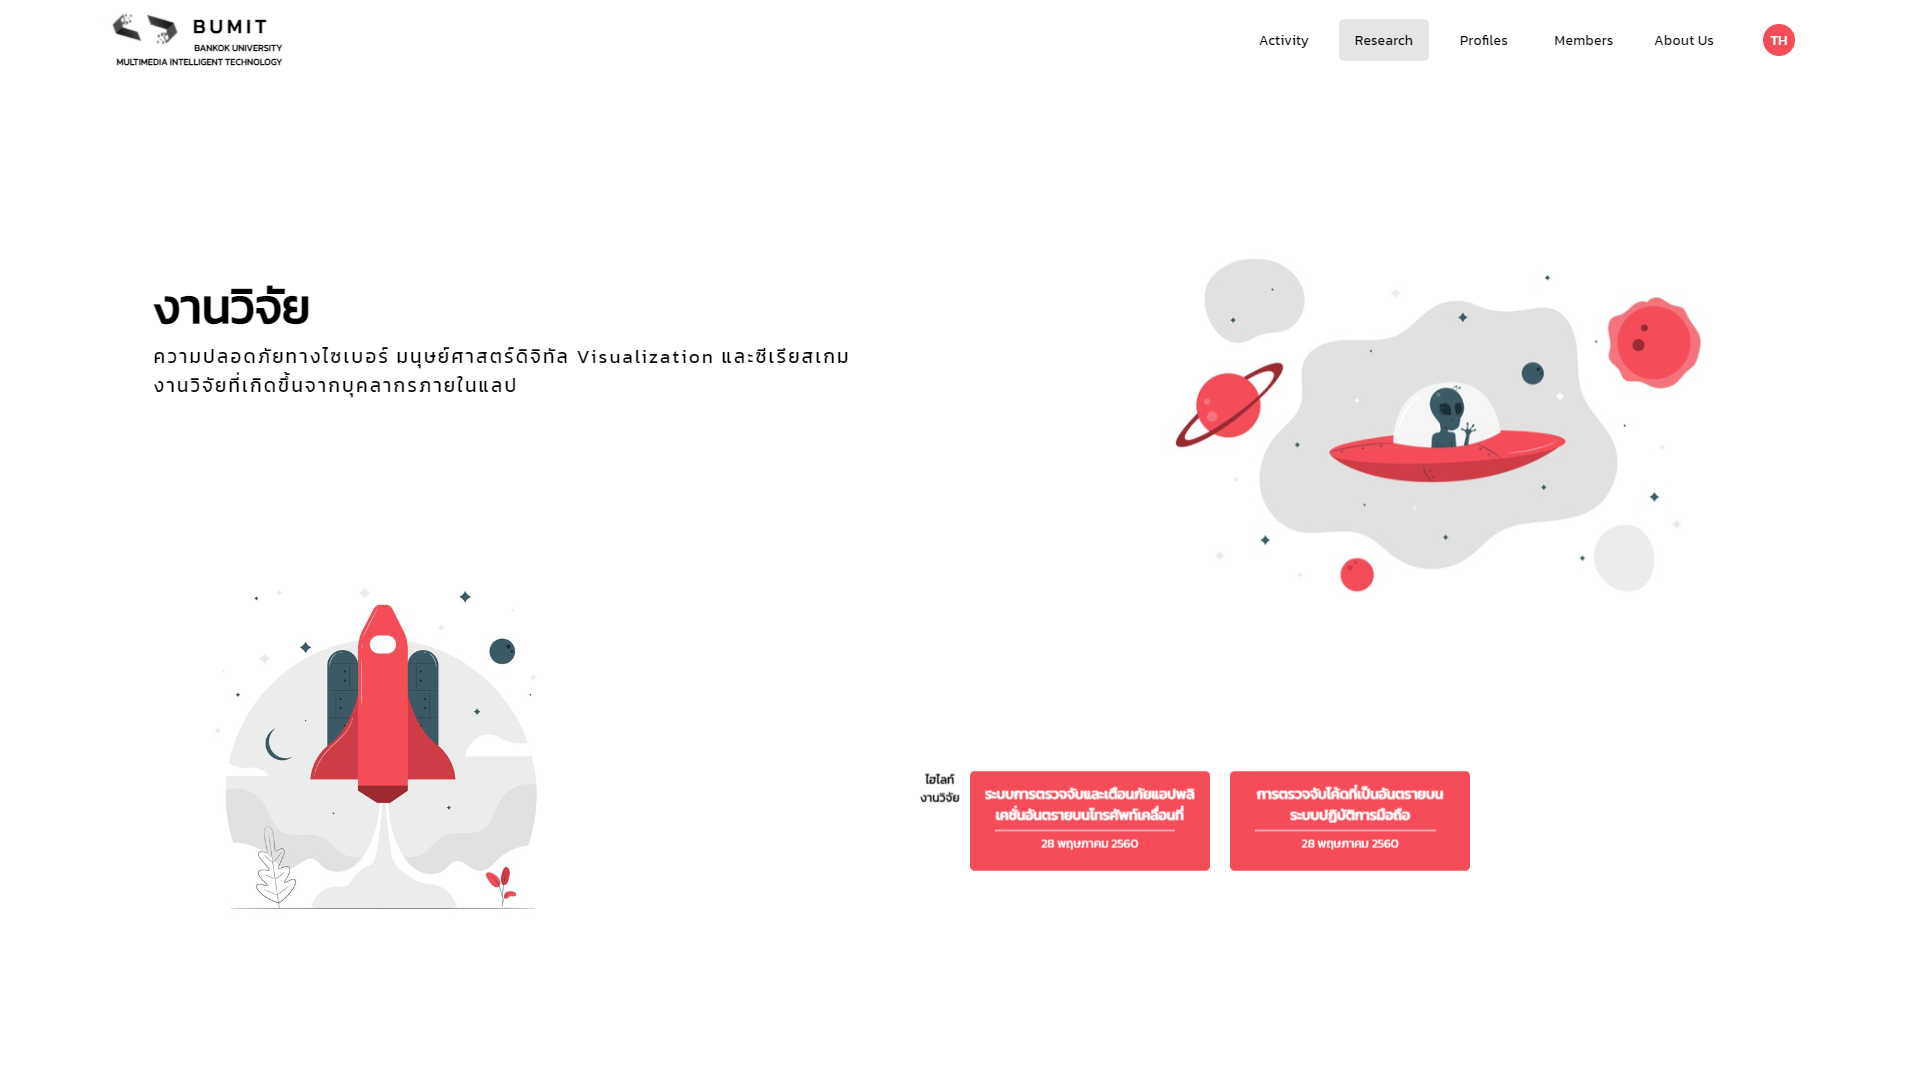 BUMIT
BANKOK UNIVERSITY
MULTIMEDIA INTELLIGENT TECHNOLOGY
Activity
Research
Profiles
Members
About Us
TH
งานวิจัย
ความปลอดภัยทางไซเบอร์ มนุษย์ศาสตร์ดิจิทัล Visualization และซีเรียสเกม
งานวิจัยที่เกิดขึ้นจากบุคลากรภายในแลป
ไฮไลท์
งานวิจัย
ระบบการตรวจจับและเตือนภัยแอปพลิ
เคชั่นอันตรายบนโทรศัพท์เคลื่อนที่
28 พฤษภาคม 2560
การตรวจจับโค้ดที่เป็นอันตรายบน
ระบบปฏิบัติการมือถือ
28 พฤษภาคม 2560